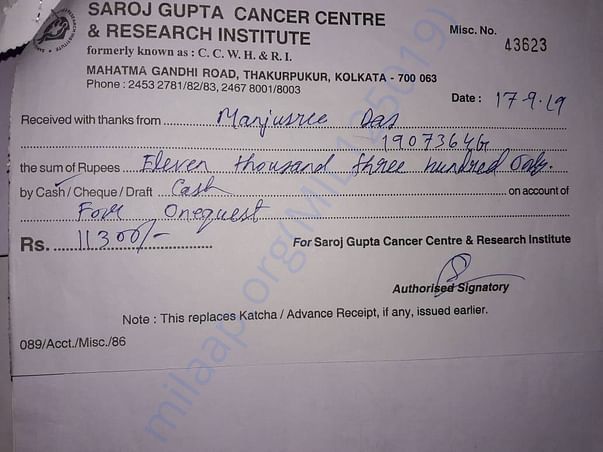 SAROJ GUPTA CANCER CENTRE
& RESEARCH INSTITUTE
formerly known as : C. C. W. H. & R. I.
Misc. No. 43623
MAHATMA GANDHI ROAD, THAKURPUKUR, KOLKATA - 700 063
Phone : 2453 2781/82/83, 2467 8001/8003
Date : 17-9-19
Received with thanks from Manjusree Das
19073646
the sum of Rupees Eleven thousand three hundred Only.
by Cash / Cheque / Draft Cash on account of
Onequest
Rs. 11300/-
For Saroj Gupta Cancer Centre & Research Institute
Authorised Signatory
Note : This replaces Katcha / Advance Receipt, if any, issued earlier.
089/Acct./Misc./86
milaap.org(MIL125019)